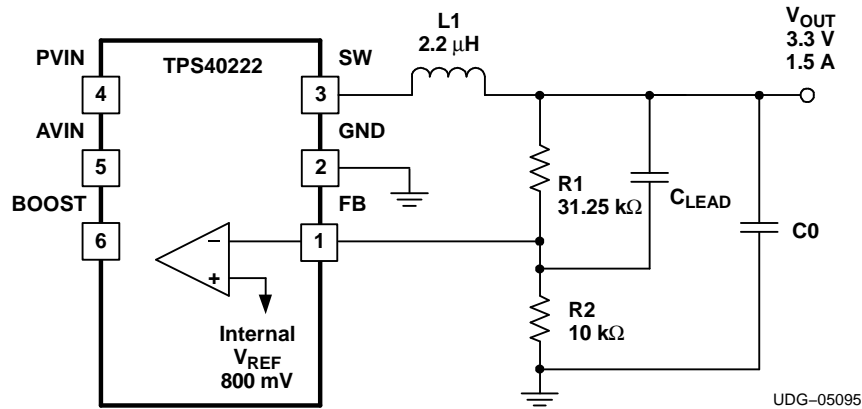 L1
2.2 μH
VOUT
3.3 V
1.5 A
PVIN
TPS40222
SW
4
3
AVIN
GND
5
2
BOOST
FB
6
1
−
+
Internal
VREF
800 mV
R1
31.25 kΩ
CLEAD
C0
R2
10 kΩ
UDG−05095